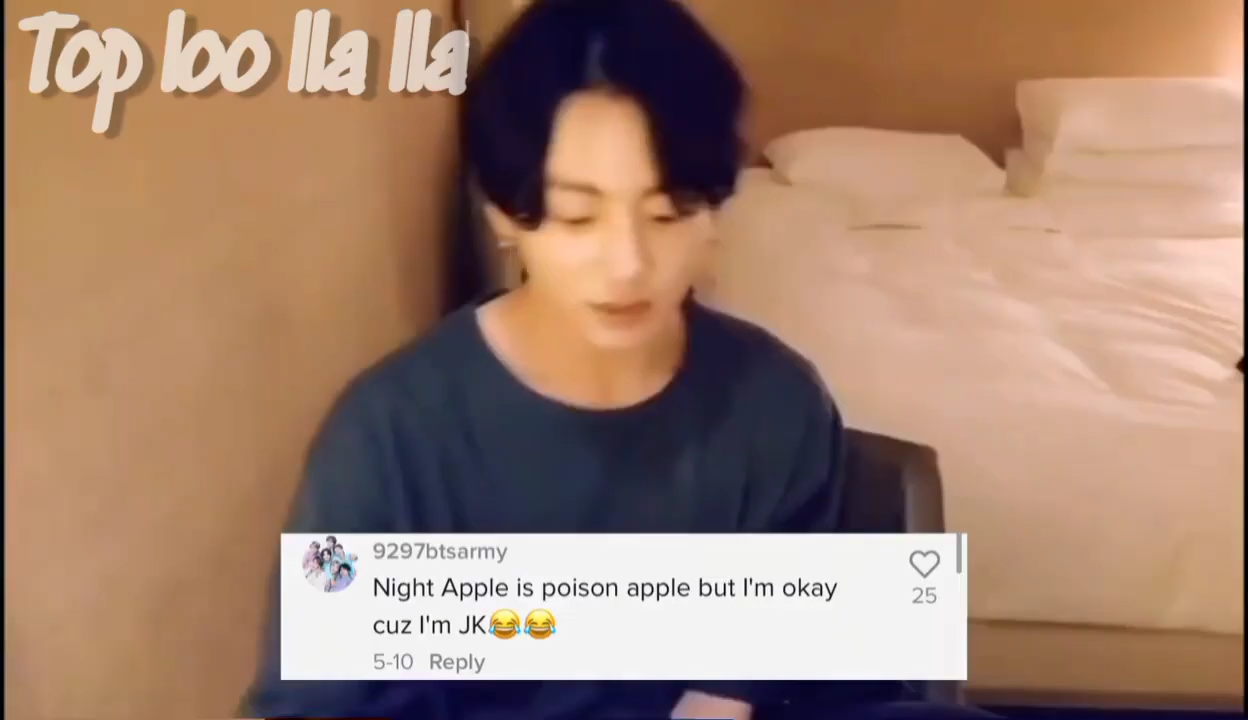 Top loo lla lla
9297btsarmy
Night Apple is poison apple but I'm okay
cuz I'm JK😂😂
25
5-10 Reply